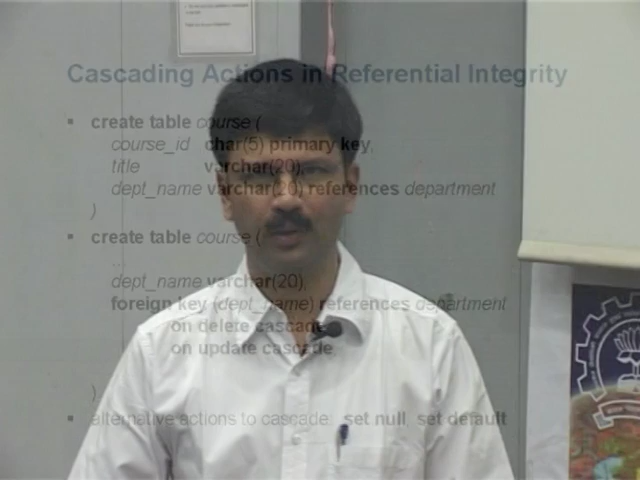 Cascading Actions in Referential Integrity
▪ create table course (
course_id char(5) primary key,
title varchar(20),
dept_name varchar(20) references department
)
▪ create table course (
...
dept_name varchar(20),
foreign key (dept_name) references department
on delete cascade
on update cascade
...
)
▪ alternative actions to cascade: set null, set default